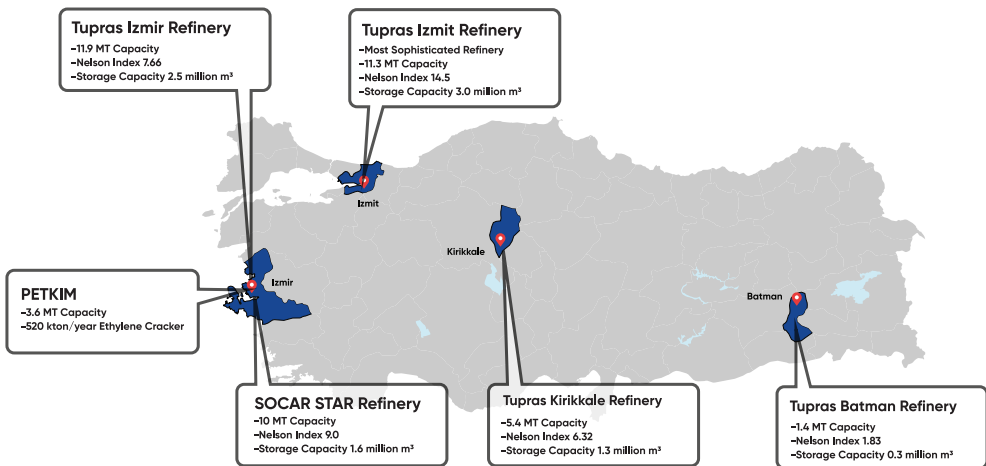 Tupras Izmir Refinery
-11.9 MT Capacity
-Nelson Index 7.66
-Storage Capacity 2.5 million m³
Tupras Izmit Refinery
-Most Sophisticated Refinery
-11.3 MT Capacity
-Nelson Index 14.5
-Storage Capacity 3.0 million m³
Izmit
Kirikkale
Izmir
Batman
PETKIM
-3.6 MT Capacity
-520 kton/year Ethylene Cracker
SOCAR STAR Refinery
-10 MT Capacity
-Nelson Index 9.0
-Storage Capacity 1.6 million m³
Tupras Kirikkale Refinery
-5.4 MT Capacity
-Nelson Index 6.32
-Storage Capacity 1.3 million m³
Tupras Batman Refinery
-1.4 MT Capacity
-Nelson Index 1.83
-Storage Capacity 0.3 million m³